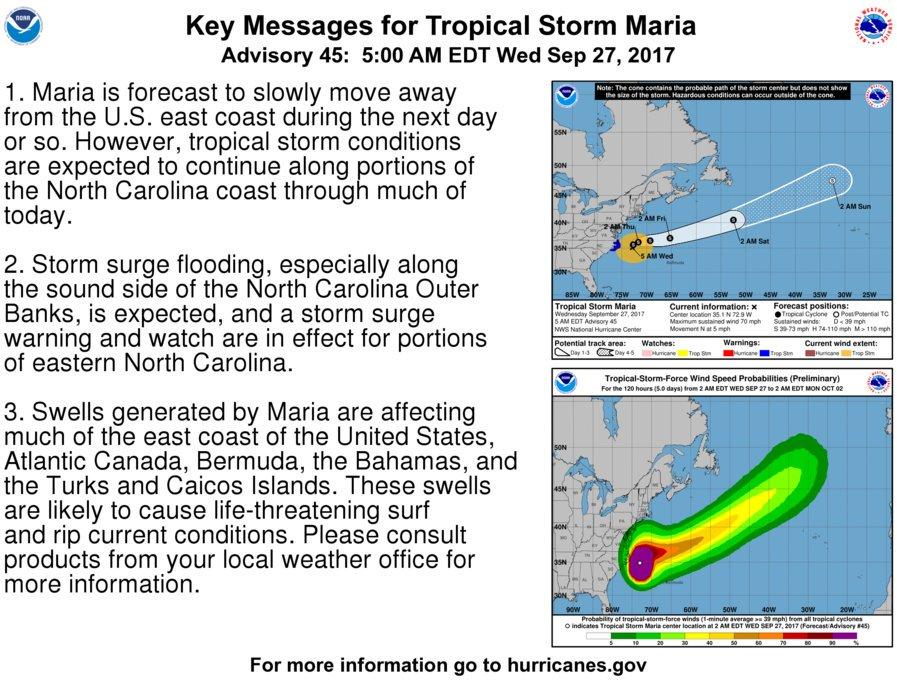 NOAA
Key Messages for Tropical Storm Maria
Advisory 45:  5:00 AM EDT Wed Sep 27, 2017
1. Maria is forecast to slowly move away
from the U.S. east coast during the next day
or so. However, tropical storm conditions
are expected to continue along portions of
the North Carolina coast through much of
today.
2. Storm surge flooding, especially along
the sound side of the North Carolina Outer
Banks, is expected, and a storm surge
warning and watch are in effect for portions
of eastern North Carolina.
3. Swells generated by Maria are affecting
much of the east coast of the United States,
Atlantic Canada, Bermuda, the Bahamas, and
the Turks and Caicos Islands. These swells
are likely to cause life-threatening surf
and rip current conditions. Please consult
products from your local weather office for
more information.
Note: The cone contains the probable path of the storm center but does not show
the size of the storm. Hazardous conditions can occur outside of the cone.
55N
50N
45N
40N
35N
30N
2 AM Sun
2 AM Fri
2 AM Thu
2 AM Sat
5 AM Wed
Bermuda
85W 80W 75W 70W 65W 60W 55W 50W 45W 40W 35W 30W 25W
Tropical Storm Maria
Wednesday September 27, 2017
5 AM EDT Advisory 45
NWS National Hurricane Center
Current information: x
Center location 35.1 N 72.9 W
Maximum sustained wind 70 mph
Movement N at 5 mph
Forecast positions:
Tropical Cyclone Post/Potential TC
Sustained winds: D < 39 mph
S 39-73 mph H 74-110 mph M > 110 mph
Potential track area:
Day 1-3 Day 4-5
Watches:
Hurricane Trop Stm
Warnings:
Hurricane Trop Stm
Current wind extent:
Hurricane Trop Stm
Tropical-Storm-Force Wind Speed Probabilities (Preliminary)
For the 120 hours (5.0 days) from 2 AM EDT WED SEP 27 to 2 AM EDT MON OCT 02
50N
45N
40N
35N
30N
Bermuda
90W 80W 70W 60W 50W 40W 30W 20W
Probability of tropical-storm-force winds (1-minute average >= 39 mph) from all tropical cyclones
O indicates Tropical Storm Maria center location at 2 AM EDT WED SEP 27, 2017 (Forecast/Advisory #45)
5 10 20 30 40 50 60 70 80 90 %
For more information go to hurricanes.gov